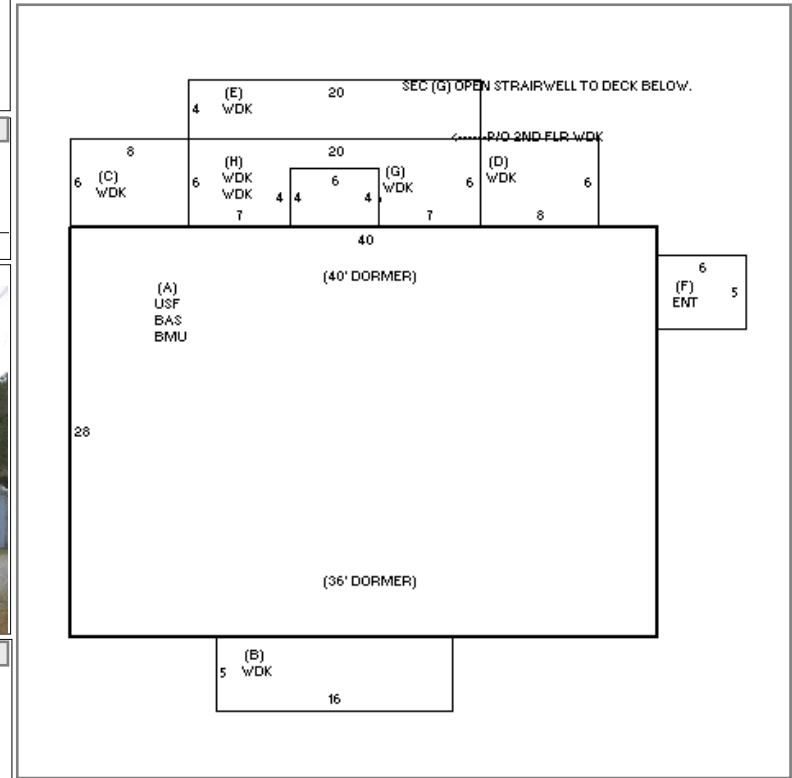 SEC (G) OPEN STRAIRWELL TO DECK BELOW.
(E)
WDK
20
4
<-----P/O 2ND FLR WDK
8
6
(C)
WDK
20
(H)
WDK
WDK
6
6
4
4
4
(G)
WDK
6
(D)
WDK
6
7
7
8
40
(40' DORMER)
(A)
USF
BAS
BMU
6
(F)
ENT
5
28
(36' DORMER)
(B)
WDK
5
16